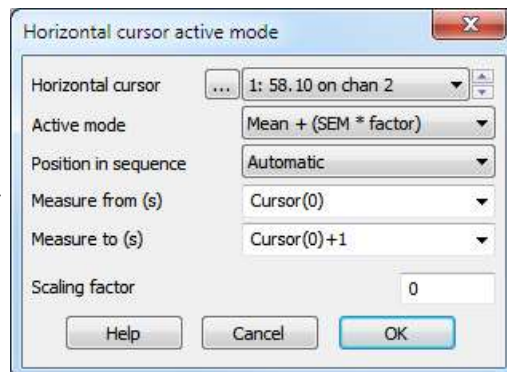 Horizontal cursor active mode
Horizontal cursor ... 1: 58.10 on chan 2
Active mode Mean + (SEM * factor)
Position in sequence Automatic
Measure from (s) Cursor(0)
Measure to (s) Cursor(0)+1
Scaling factor 0
Help Cancel OK